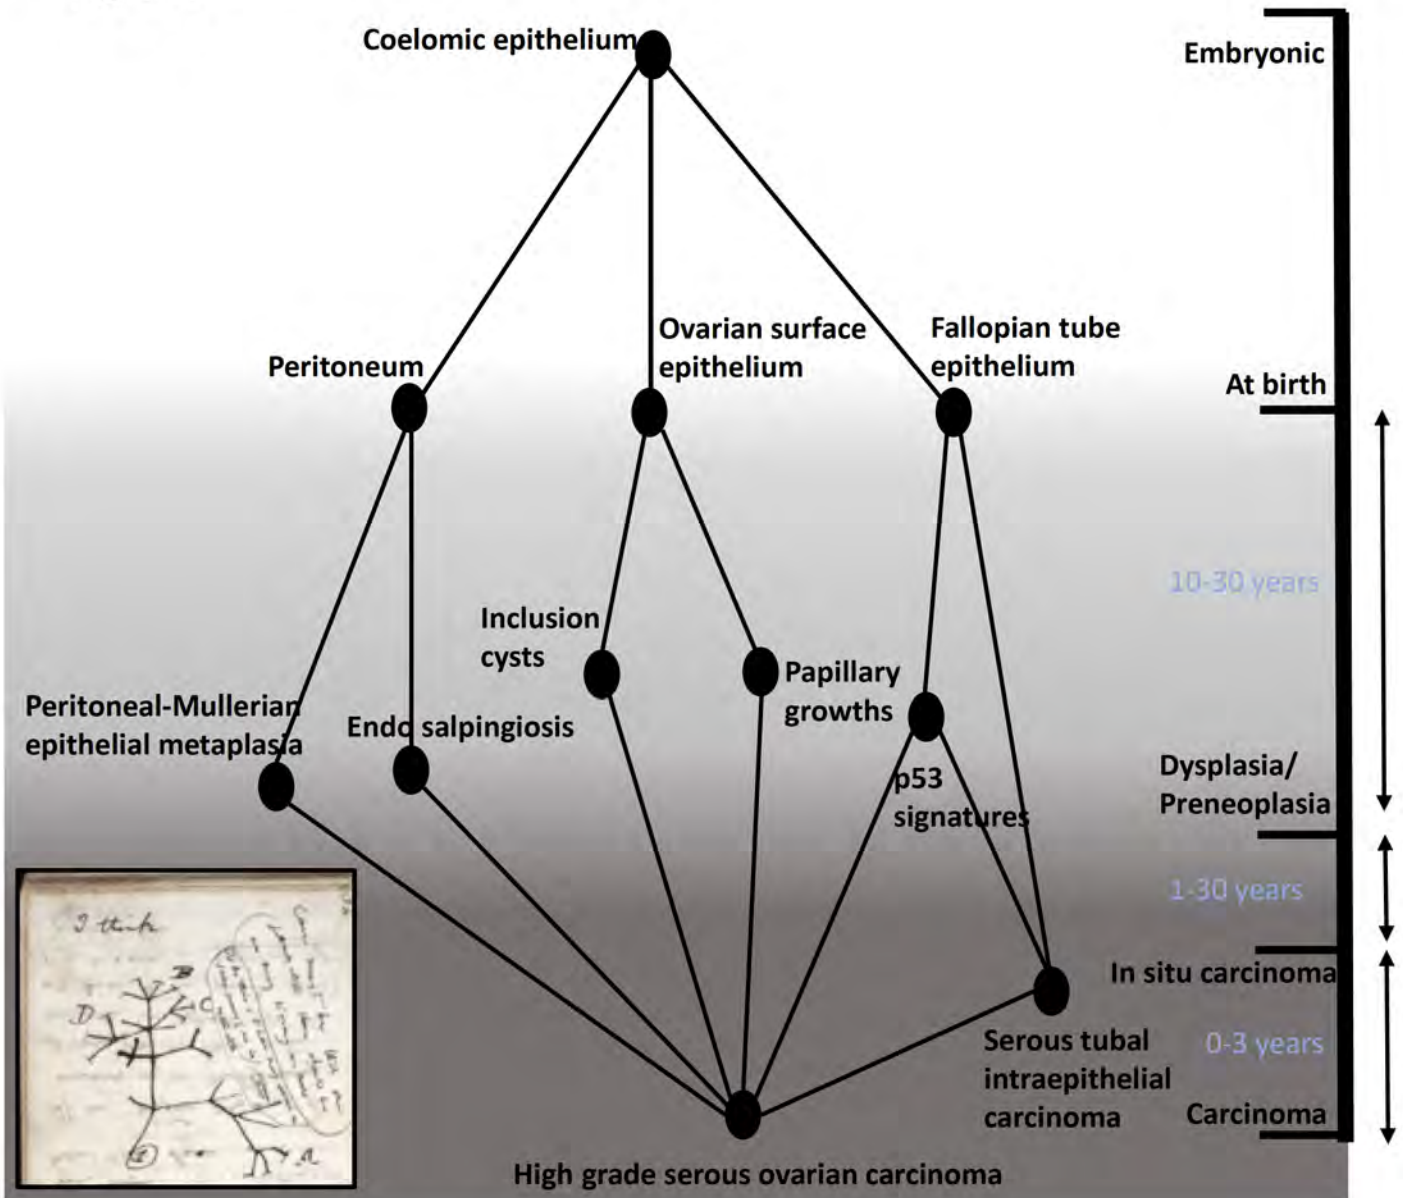 Coelomic epithelium
Embryonic
Ovarian surface
epithelium
Fallopian tube
epithelium
Peritoneum
At birth
10-30 years
Inclusion
cysts
Papillary
growths
Peritoneal-Mullerian
epithelial metaplasia
Endo salpingiosis
p53
signatures
Dysplasia/
Preneoplasia
1-30 years
In situ carcinoma
Serous tubal
intraepithelial
carcinoma
0-3 years
Carcinoma
High grade serous ovarian carcinoma
I think
B
C
D
A